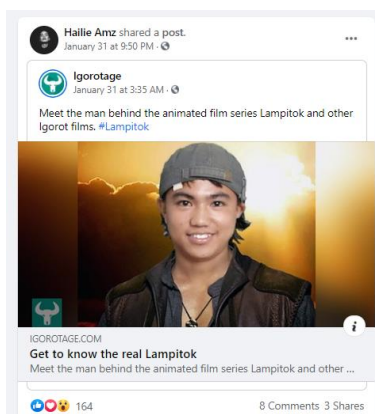 Hailie Amz shared a post.
January 31 at 9:50 PM ·
Igorotage
January 31 at 3:35 AM ·
Meet the man behind the animated film series Lampitok and other
Igorot films. #Lampitok
IGOROTAGE.COM
Get to know the real Lampitok
Meet the man behind the animated film series Lampitok and other ...
164
8 Comments 3 Shares